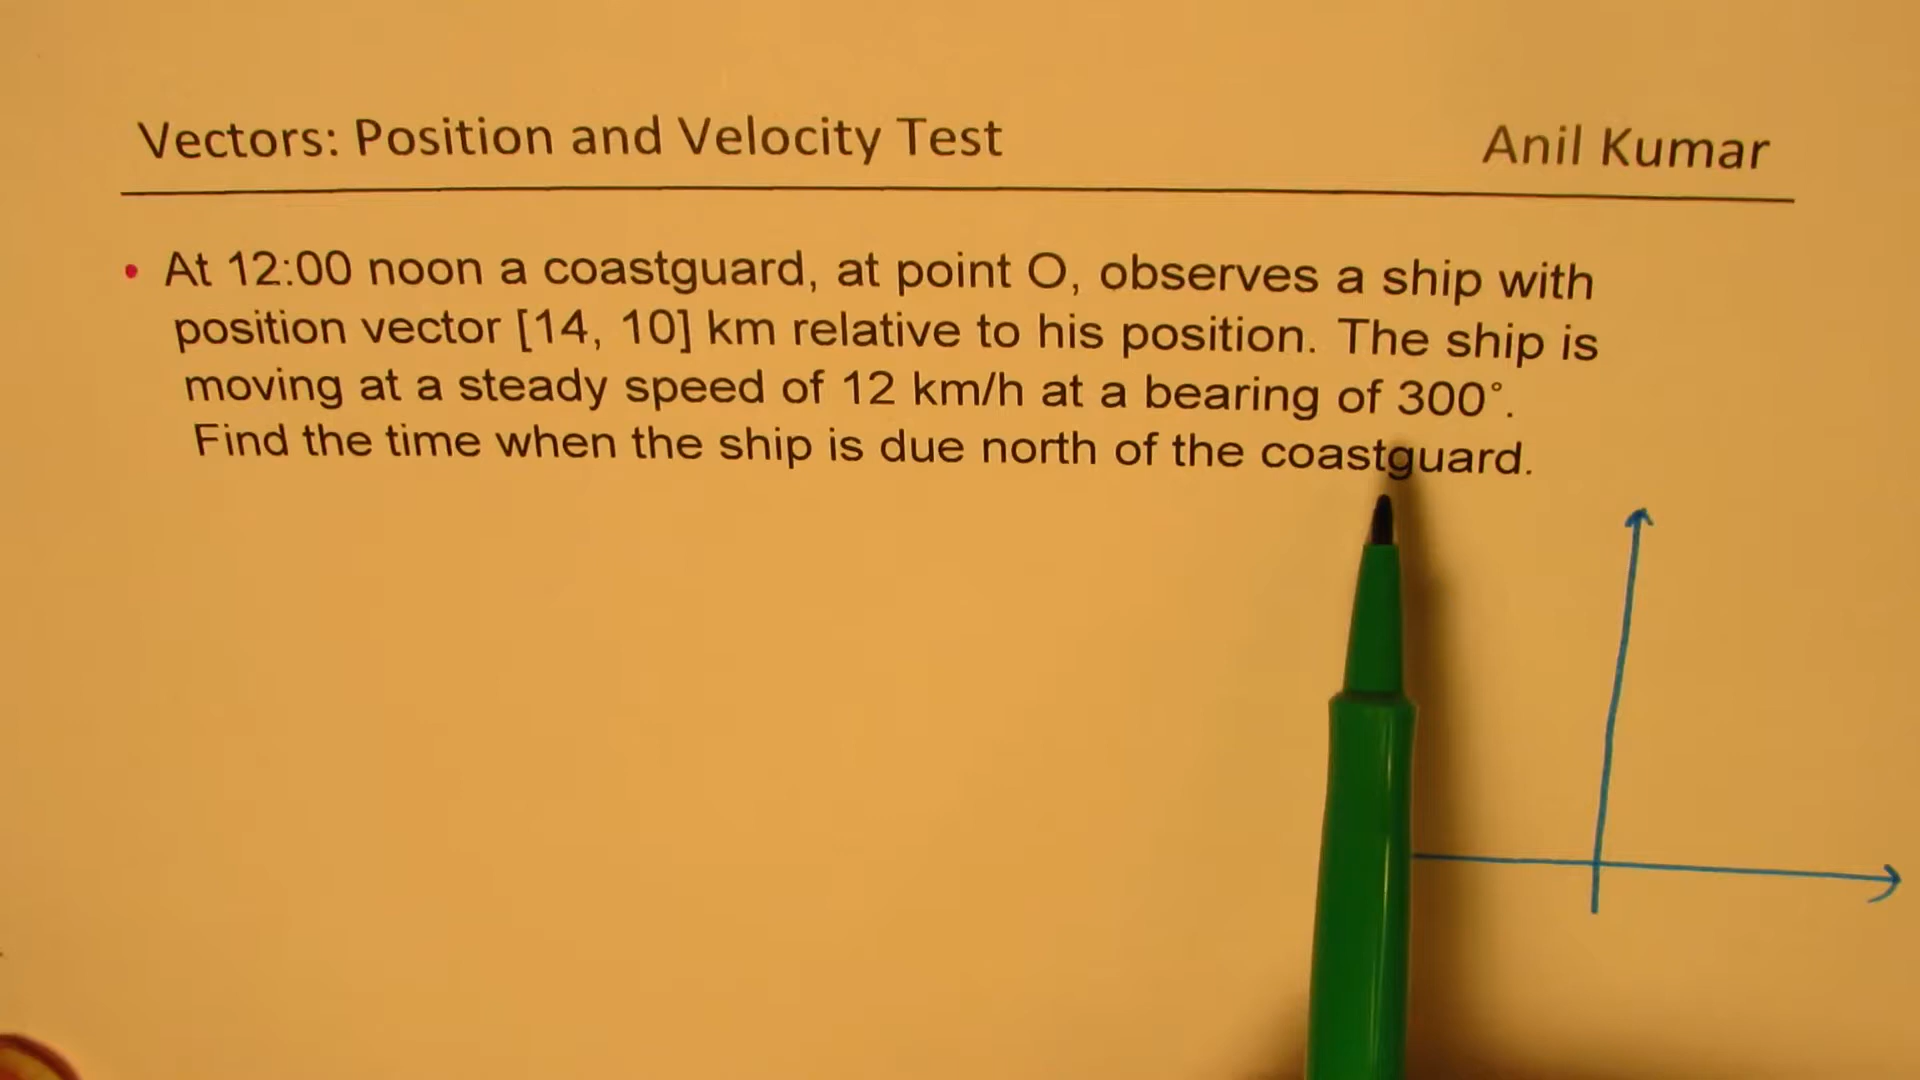 Vectors: Position and Velocity Test
Anil Kumar
• At 12:00 noon a coastguard, at point O, observes a ship with
position vector [14, 10] km relative to his position. The ship is
moving at a steady speed of 12 km/h at a bearing of 300°.
Find the time when the ship is due north of the coastguard.